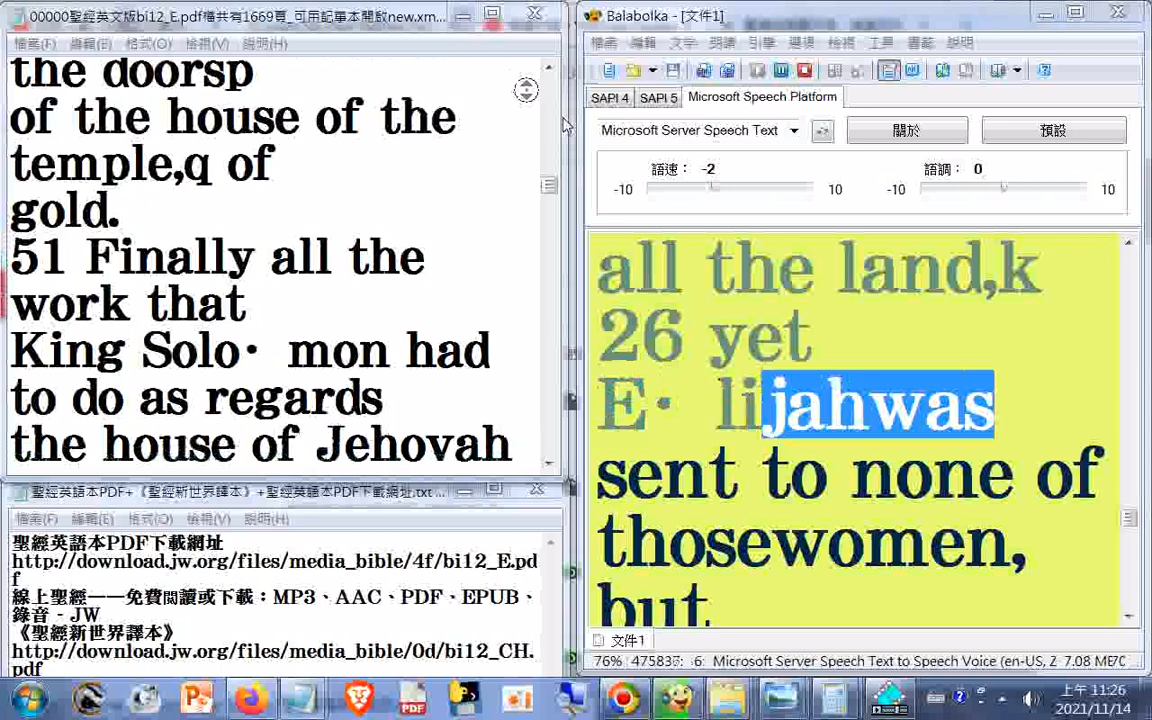 00000聖經英文版bi12_E.pdf檔共有1669頁_可用記事本開啟new.xm...
檔案(F) 編輯(E) 格式(O) 檢視(V) 說明(H)
the doorsp
of the house of the
temple,q of
gold.
51 Finally all the
work that
King Solo· mon had
to do as regards
the house of Jehovah
聖經英語本PDF+《聖經新世界譯本》+聖經英語本PDF下載網址.txt ...
檔案(F) 編輯(E) 格式(O) 檢視(V) 說明(H)
聖經英語本PDF下載網址
http://download.jw.org/files/media_bible/4f/bi12_E.pd
f
線上聖經——免費閱讀或下載：MP3、AAC、PDF、EPUB、
錄音 - JW
《聖經新世界譯本》
http://download.jw.org/files/media_bible/0d/bi12_CH.
pdf
Balabolka - [文件1]
檔案 編輯 文字 朗讀 引擎 選項 檢視 工具 書籤 說明
SAPI 4 SAPI 5 Microsoft Speech Platform
Microsoft Server Speech Text 關於 預設
語速： -2 語調： 0
-10 10 -10 10
all the land,k
26 yet
E· lijahwas
sent to none of
thosewomen,
but
文件1
76% Microsoft Server Speech Text to Speech Voice (en-US, Z 7.08 ME
PDF
上午 11:26
2021/11/14